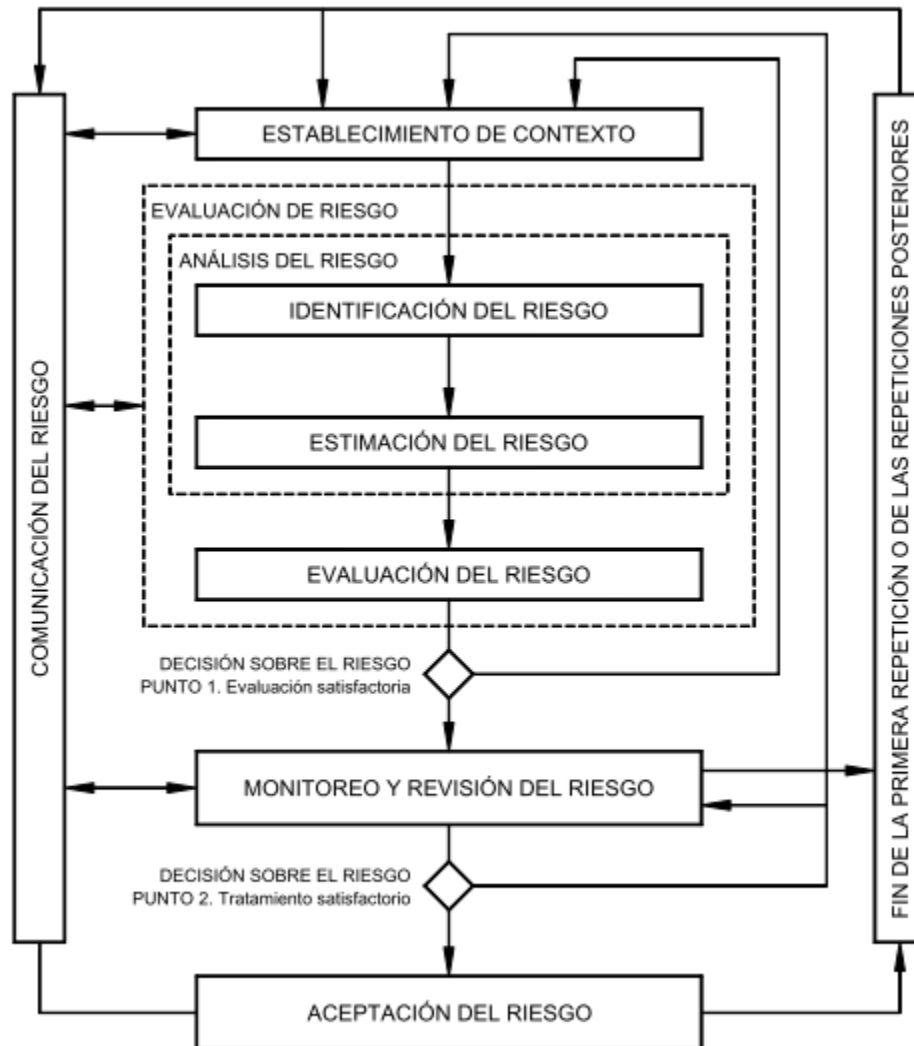 ESTABLECIMIENTO DE CONTEXTO
EVALUACIÓN DE RIESGO
ANÁLISIS DEL RIESGO
IDENTIFICACIÓN DEL RIESGO
ESTIMACIÓN DEL RIESGO
EVALUACIÓN DEL RIESGO
DECISIÓN SOBRE EL RIESGO
PUNTO 1. Evaluación satisfactoria
MONITOREO Y REVISIÓN DEL RIESGO
DECISIÓN SOBRE EL RIESGO
PUNTO 2. Tratamiento satisfactorio
ACEPTACIÓN DEL RIESGO
COMUNICACIÓN DEL RIESGO
FIN DE LA PRIMERA REPETICIÓN O DE LAS REPETICIONES POSTERIORES